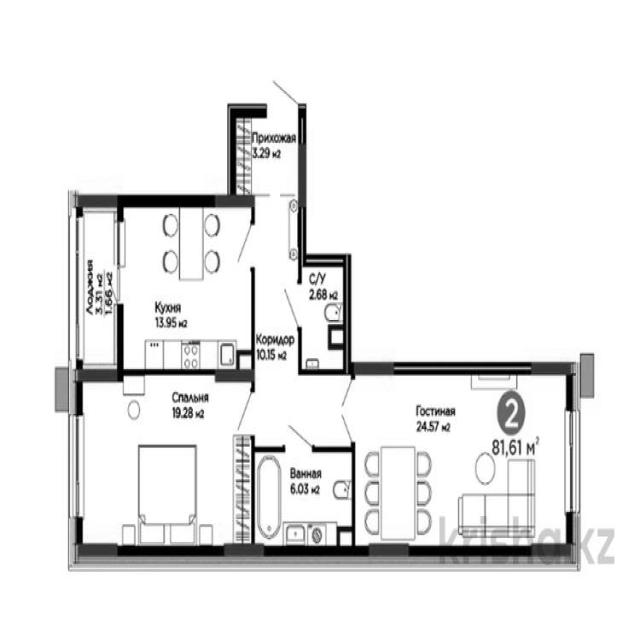 Прихожая
3.29 м2
Лоджия
3.31 м2
1.66 м2
Кухня
13.95 м2
С/У
2.68 м2
Коридор
10.15 м2
Спальня
19.28 м2
Гостиная
24.57 м2
2
81,61 м2
Ванная
6.03 м2
krisha.kz